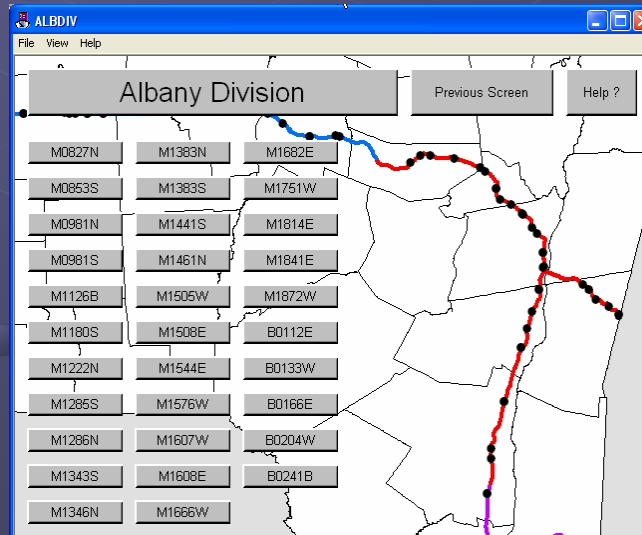 ALBDIV
File View Help
Albany Division
Previous Screen
Help ?
M0827N M1383N M1682E
M0853S M1383S M1751W
M0981N M1441S M1814E
M0981S M1461N M1841E
M1126B M1505W M1872W
M1180S M1508E B0112E
M1222N M1544E B0133W
M1285S M1576W B0166E
M1286N M1607W B0204W
M1343S M1608E B0241B
M1346N M1666W